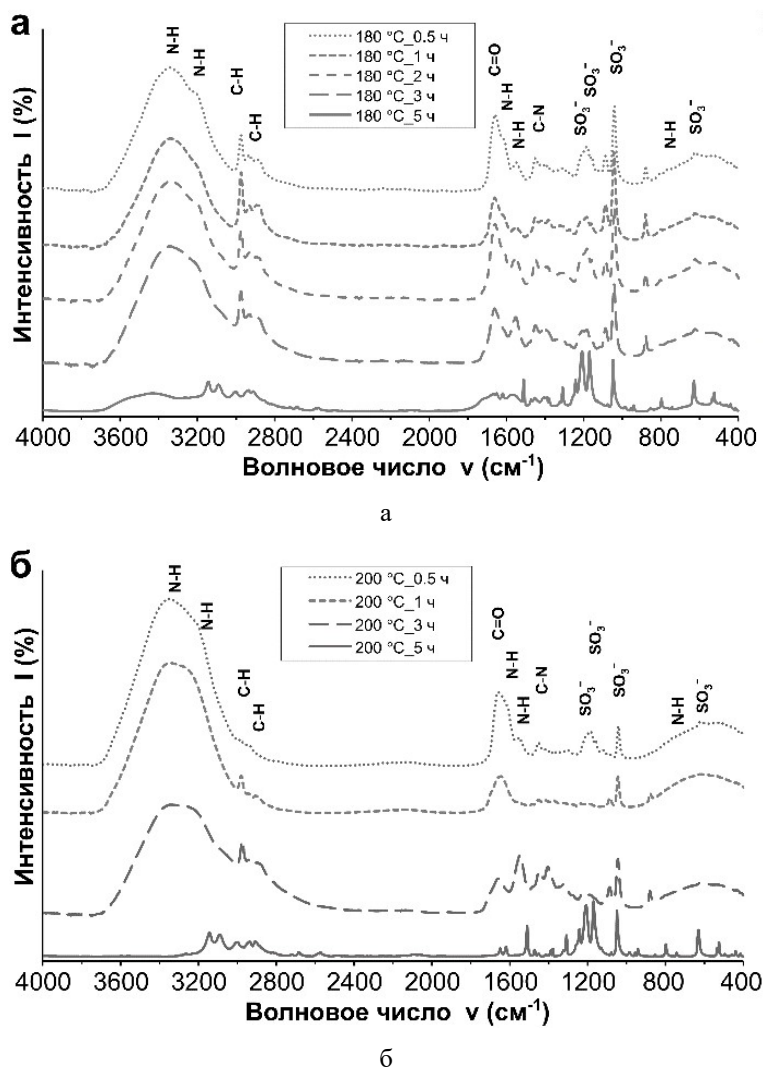 а
N-H
N-H
C-H
C-H
180 °C_0.5 ч
180 °C_1 ч
180 °C_2 ч
180 °C_3 ч
180 °C_5 ч
C=O
N-H
N-H
C-N
SO₃⁻
SO₃⁻
SO₃⁻
N-H
SO₃⁻
Интенсивность I (%)
4000 3600 3200 2800 2400 2000 1600 1200 800 400
Волновое число ν (см⁻¹)
а
б
N-H
N-H
C-H
C-H
200 °C_0.5 ч
200 °C_1 ч
200 °C_3 ч
200 °C_5 ч
C=O
N-H
N-H
C-N
SO₃⁻
SO₃⁻
SO₃⁻
N-H
SO₃⁻
Интенсивность I (%)
4000 3600 3200 2800 2400 2000 1600 1200 800 400
Волновое число ν (см⁻¹)
б